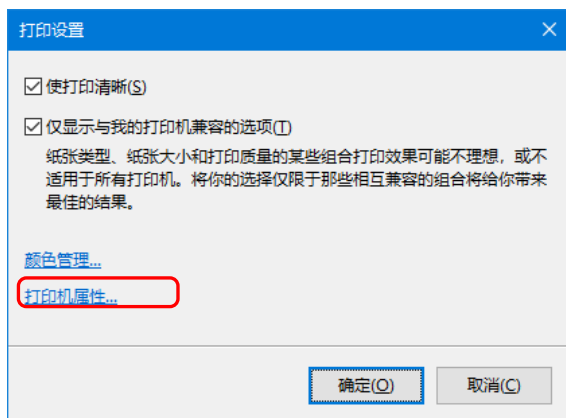 打印设置
使打印清晰(S)
仅显示与我的打印机兼容的选项(T)
纸张类型、纸张大小和打印质量的某些组合打印效果可能不理想，或不
适用于所有打印机。将你的选择仅限于那些相互兼容的组合将给你带来
最佳的结果。
颜色管理...
打印机属性...
确定(O)
取消(C)